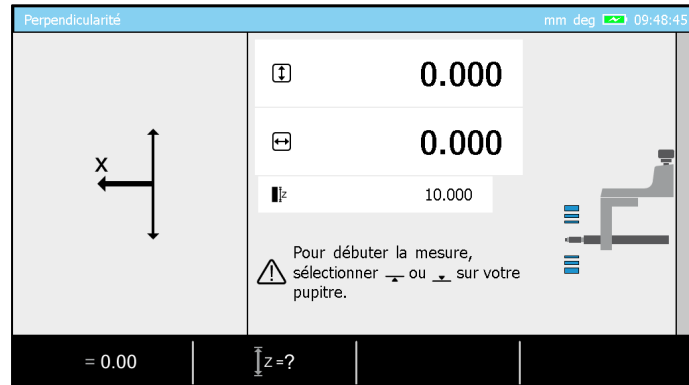 Perpendicularité
mm deg 09:48:45
0.000
X
0.000
Z 10.000
Pour débuter la mesure,
sélectionner ou sur votre
pupitre.
= 0.00
Z =?